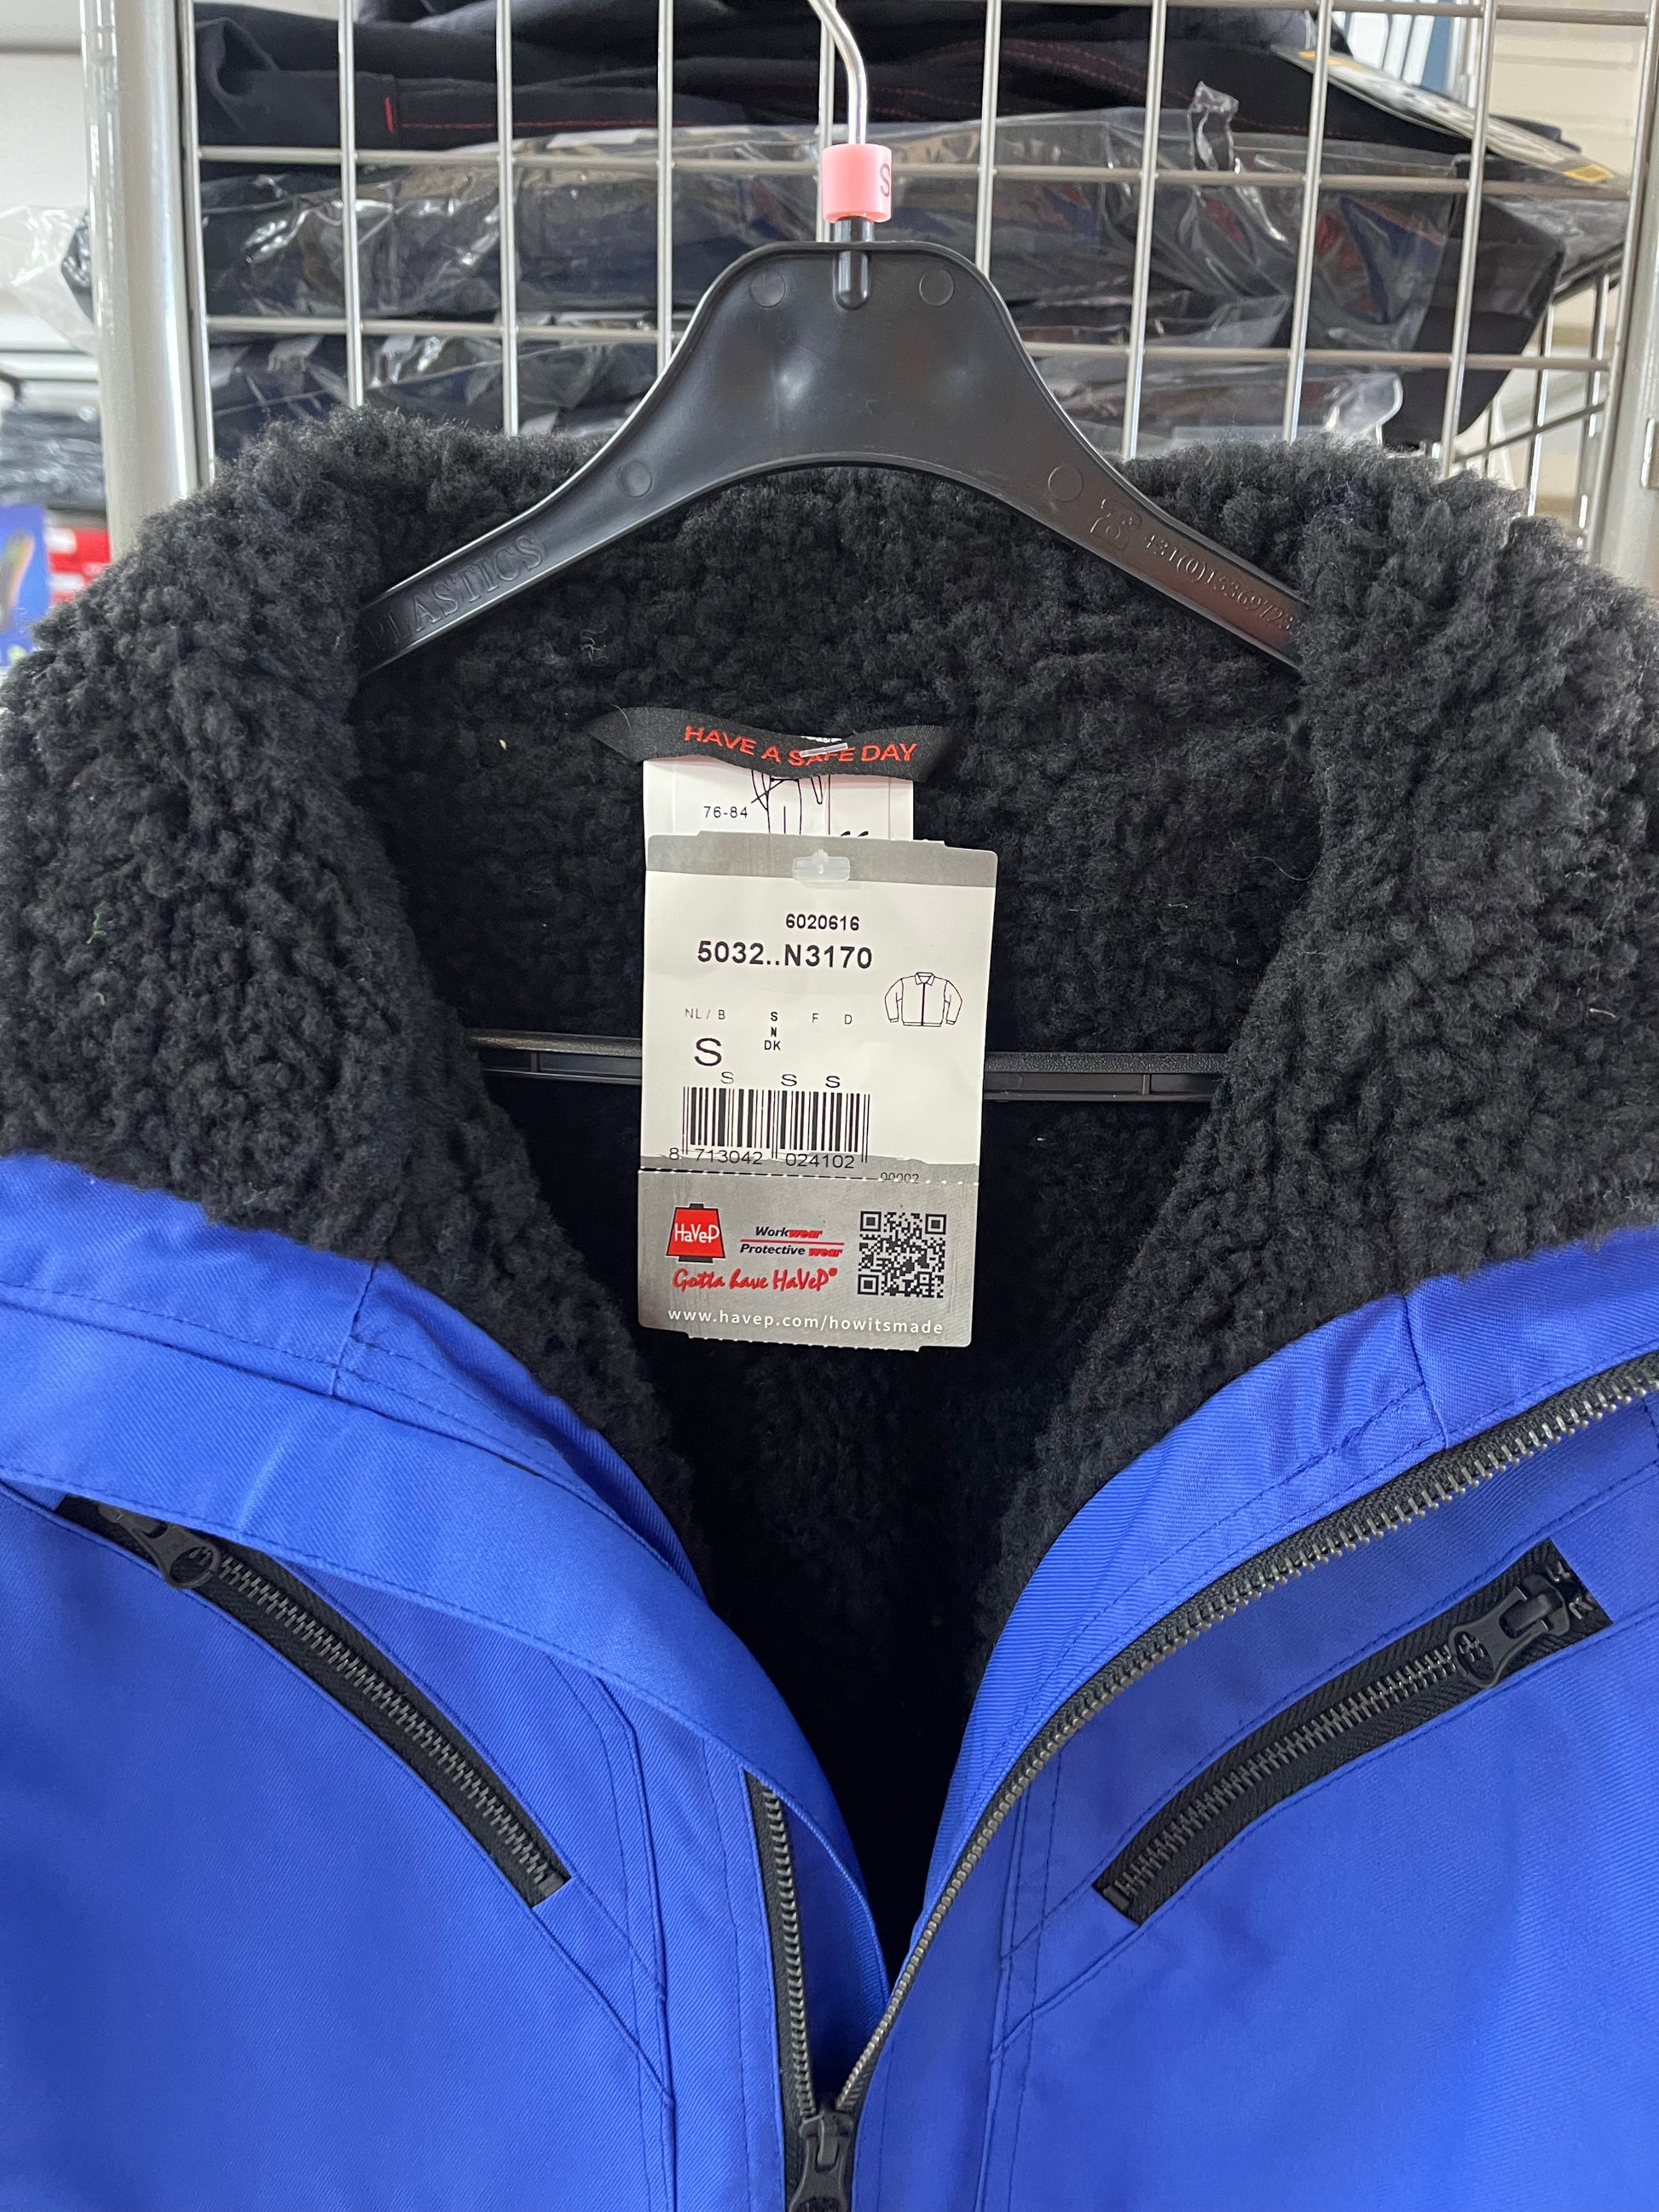 S
PLASTICS
HAVE A SAFE DAY
76-84
6020616
5032..N3170
NL / B S F D
N
DK
S
S S S
8 713042 024102
00002
HaVeP
Workwear
Protective wear
Gotta have HaVeP®
www.havep.com/howitsmade